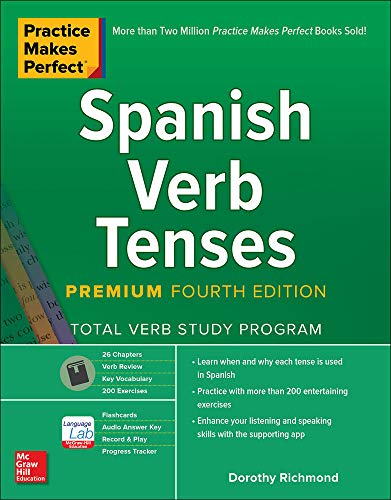 Practice
Makes
Perfect
More than Two Million Practice Makes Perfect Books Sold!
Spanish
Verb
Tenses
PREMIUM FOURTH EDITION
TOTAL VERB STUDY PROGRAM
26 Chapters
Verb Review
Key Vocabulary
200 Exercises
Language
Lab
McGraw-Hill
Education
Flashcards
Audio Answer Key
Record & Play
Progress Tracker
• Learn when and why each tense is used
in Spanish
• Practice with more than 200 entertaining
exercises
• Enhance your listening and speaking
skills with the supporting app
Mc
Graw
Hill
Education
Dorothy Richmond